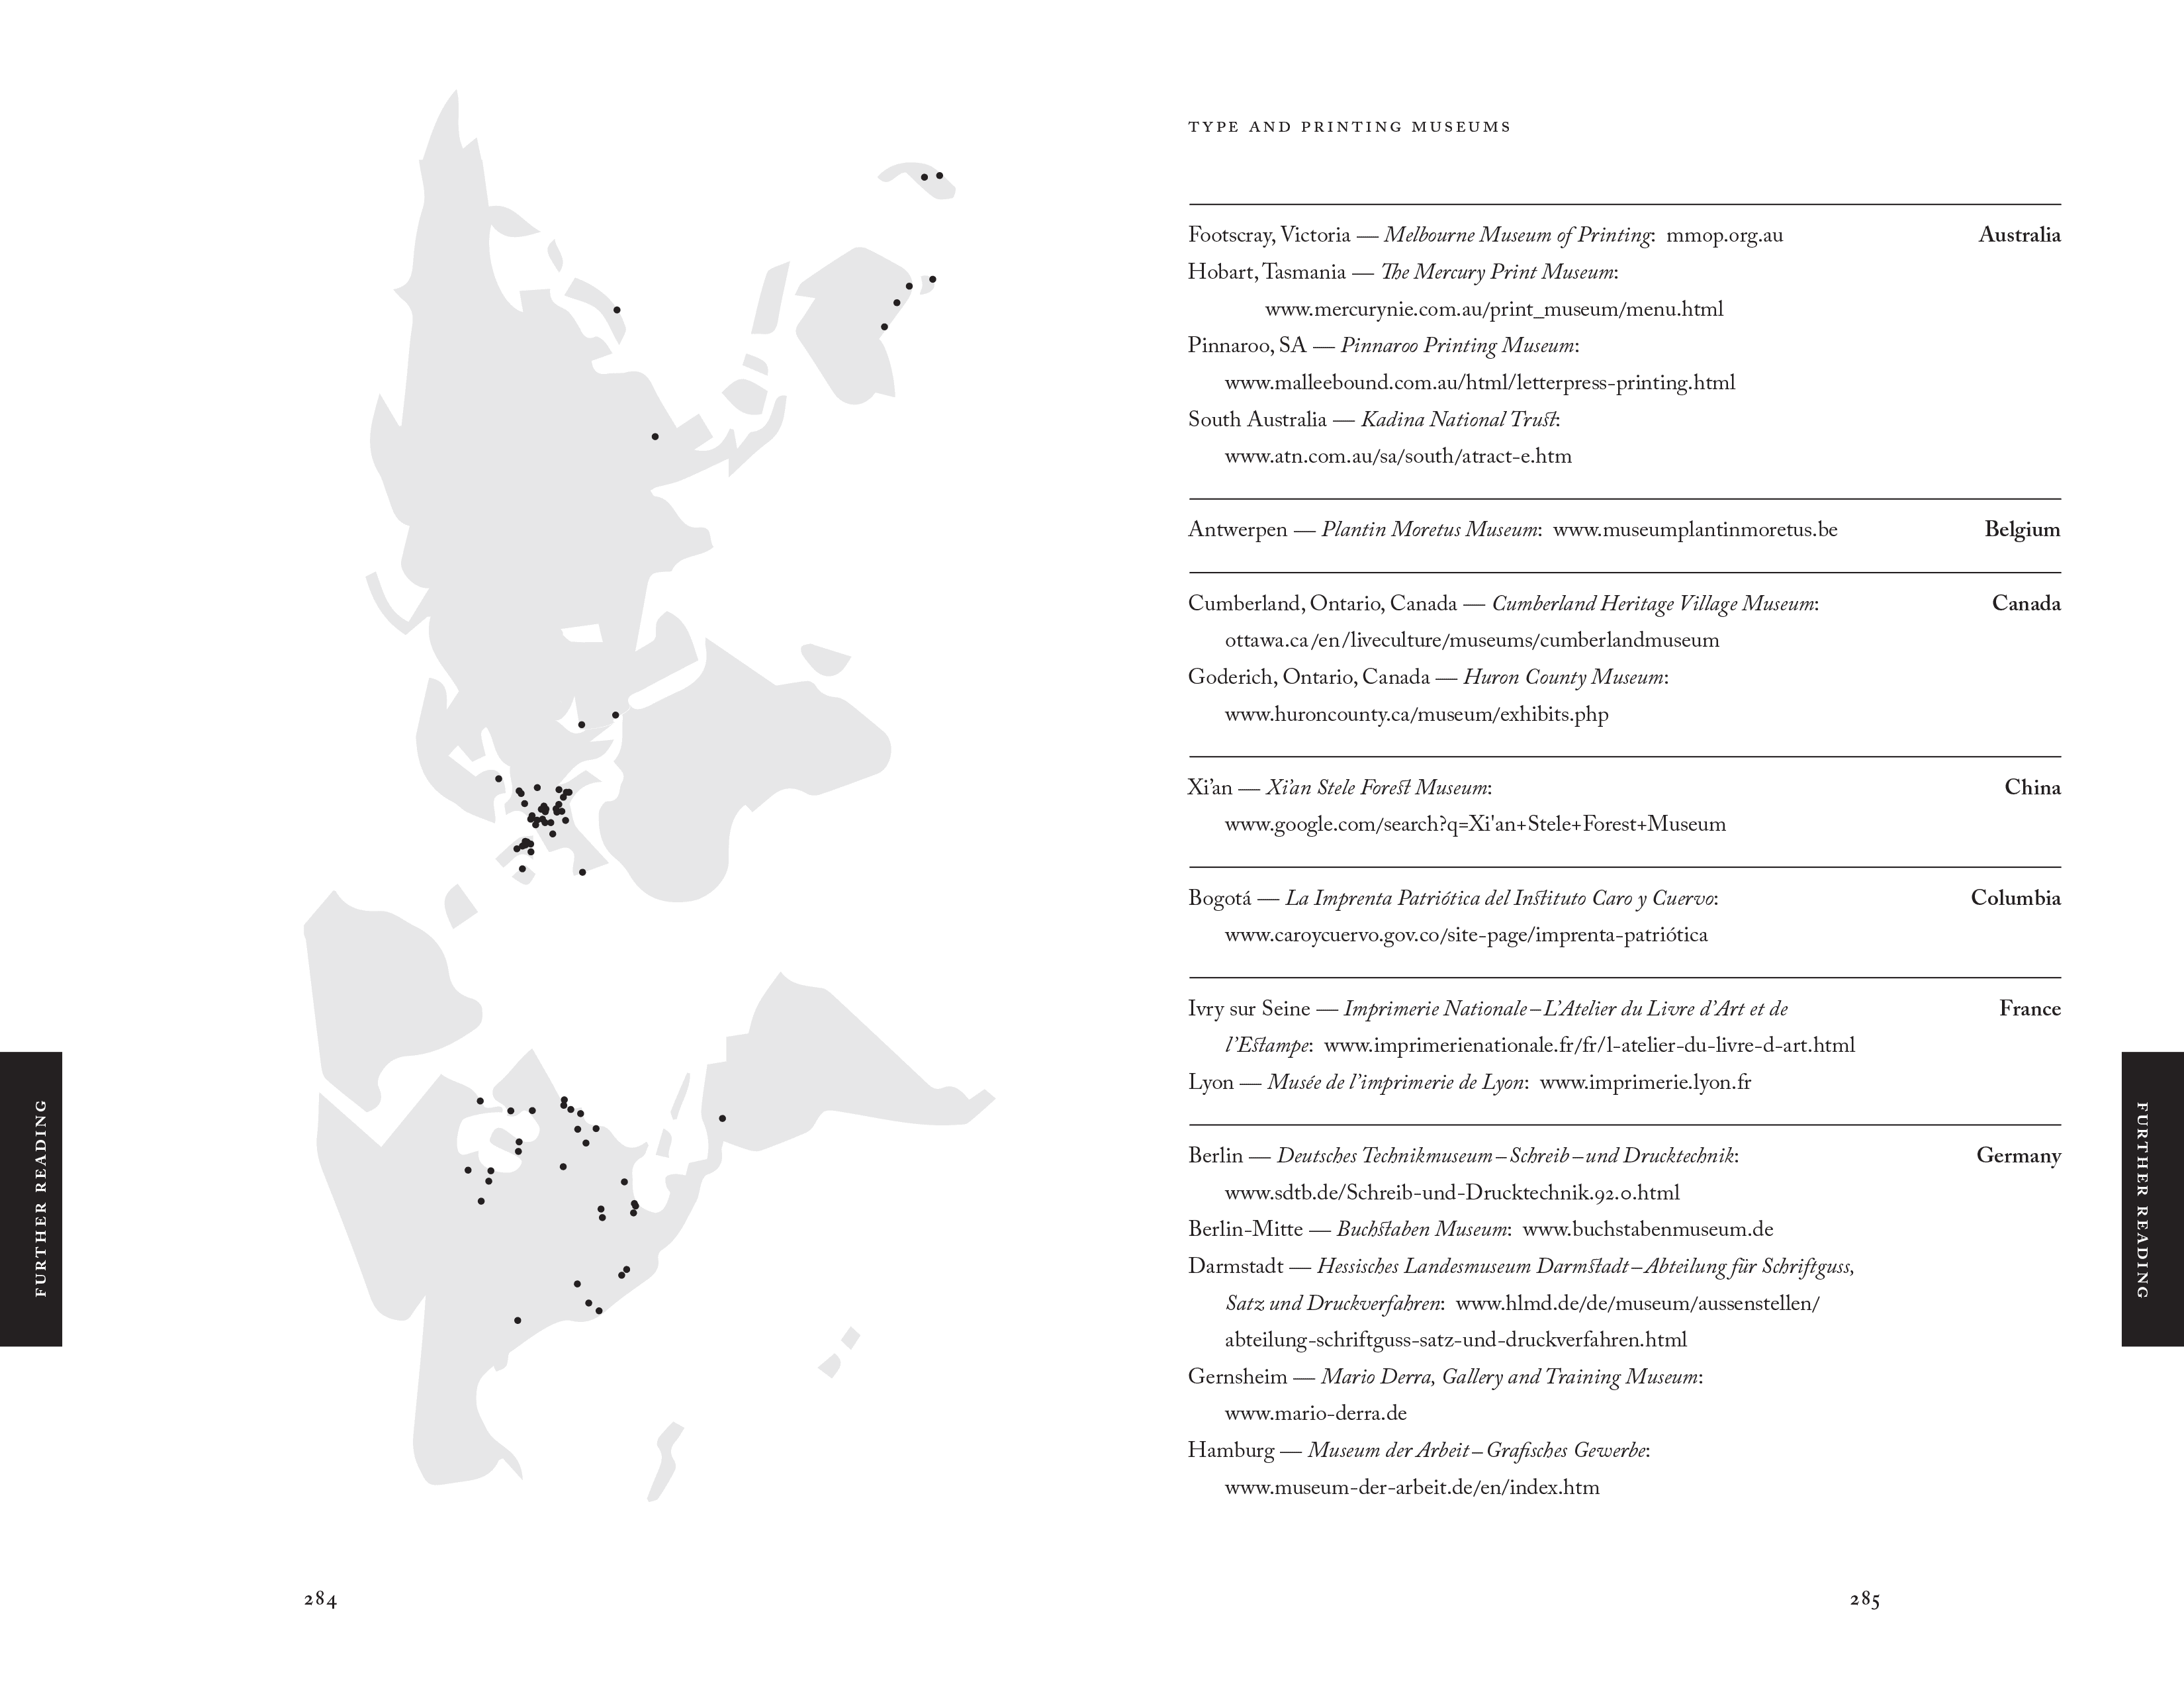 FURTHER READING
284
TYPE AND PRINTING MUSEUMS
Footscray, Victoria — Melbourne Museum of Printing: mmop.org.au
Australia
Hobart, Tasmania — The Mercury Print Museum:
www.mercurynie.com.au/print_museum/menu.html
Pinnaroo, SA — Pinnaroo Printing Museum:
www.malleebound.com.au/html/letterpress-printing.html
South Australia — Kadina National Trust:
www.atn.com.au/sa/south/atract-e.htm
Antwerpen — Plantin Moretus Museum: www.museumplantinmoretus.be
Belgium
Cumberland, Ontario, Canada — Cumberland Heritage Village Museum:
Canada
ottawa.ca/en/liveculture/museums/cumberlandmuseum
Goderich, Ontario, Canada — Huron County Museum:
www.huroncounty.ca/museum/exhibits.php
Xi’an — Xi’an Stele Forest Museum:
China
www.google.com/search?q=Xi'an+Stele+Forest+Museum
Bogotá — La Imprenta Patriótica del Instituto Caro y Cuervo:
Columbia
www.caroycuervo.gov.co/site-page/imprenta-patriótica
Ivry sur Seine — Imprimerie Nationale–L’Atelier du Livre d’Art et de
France
l’Estampe: www.imprimerienationale.fr/fr/l-atelier-du-livre-d-art.html
Lyon — Musée de l’imprimerie de Lyon: www.imprimerie.lyon.fr
Berlin — Deutsches Technikmuseum–Schreib–und Drucktechnik:
Germany
www.sdtb.de/Schreib-und-Drucktechnik.92.0.html
Berlin-Mitte — Buchstaben Museum: www.buchstabenmuseum.de
Darmstadt — Hessisches Landesmuseum Darmstadt–Abteilung für Schriftguss,
Satz und Druckverfahren: www.hlmd.de/de/museum/aussenstellen/
abteilung-schriftguss-satz-und-druckverfahren.html
Gernsheim — Mario Derra, Gallery and Training Museum:
www.mario-derra.de
Hamburg — Museum der Arbeit–Grafisches Gewerbe:
www.museum-der-arbeit.de/en/index.htm
285
FURTHER READING